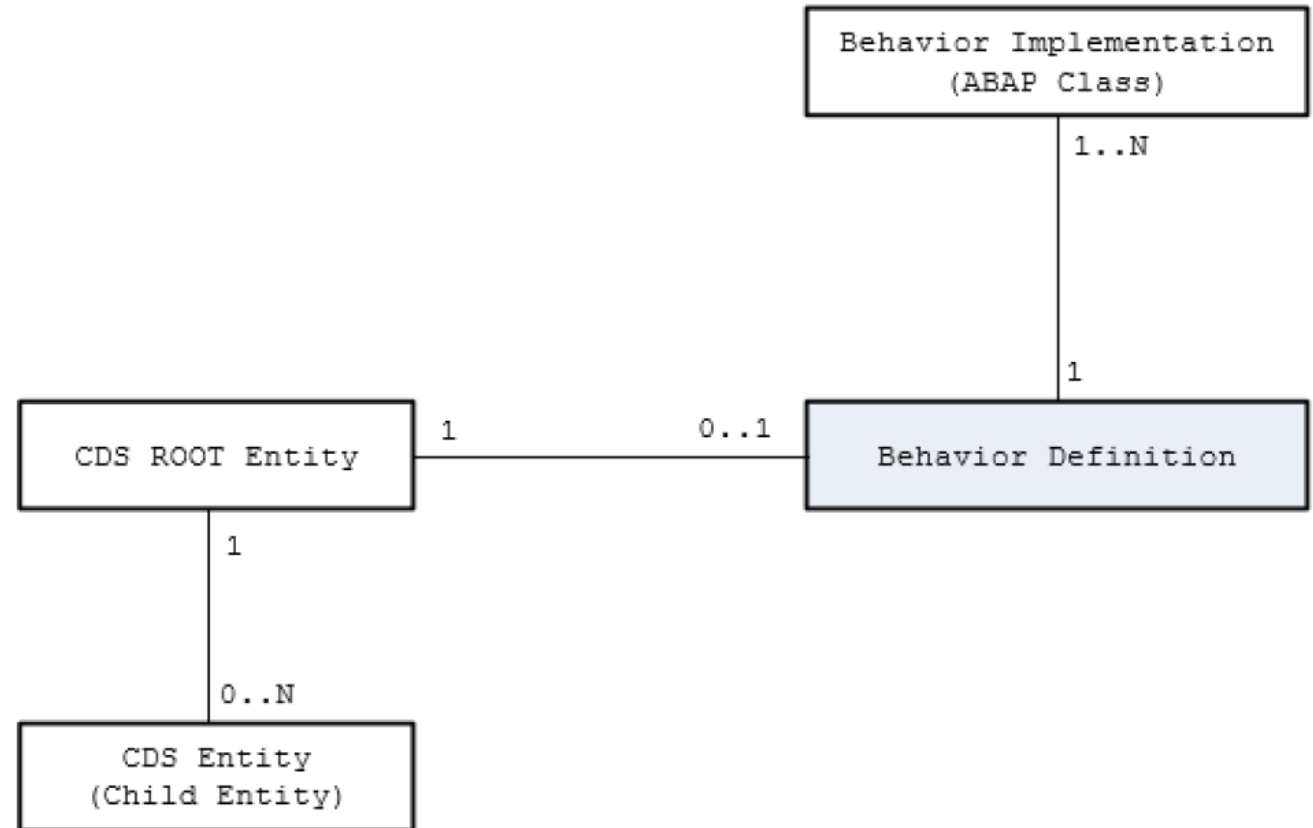 Behavior Implementation
(ABAP Class)
1..N
1
CDS ROOT Entity
1
0..1
Behavior Definition
1
0..N
CDS Entity
(Child Entity)